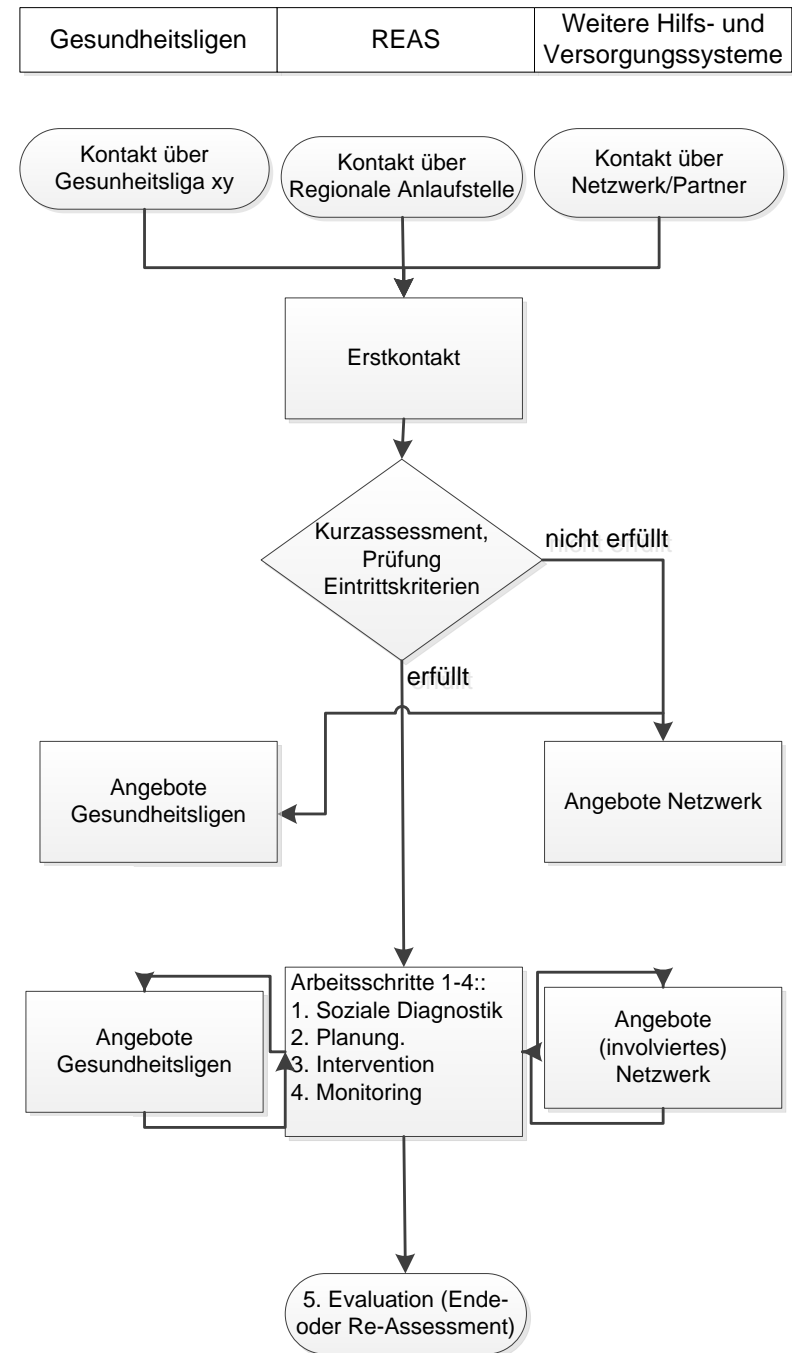 Gesundheitsligen
REAS
Weitere Hilfs- und
Versorgungssysteme
Kontakt über
Gesunheitsliga xy
Kontakt über
Regionale Anlaufstelle
Kontakt über
Netzwerk/Partner
Erstkontakt
Kurzassessment,
Prüfung
Eintrittskriterien
nicht erfüllt
erfüllt
Angebote
Gesundheitsligen
Angebote Netzwerk
Arbeitsschritte 1-4::
1. Soziale Diagnostik
2. Planung.
3. Intervention
4. Monitoring
Angebote
Gesundheitsligen
Angebote
(involviertes)
Netzwerk
5. Evaluation (Ende-
oder Re-Assessment)